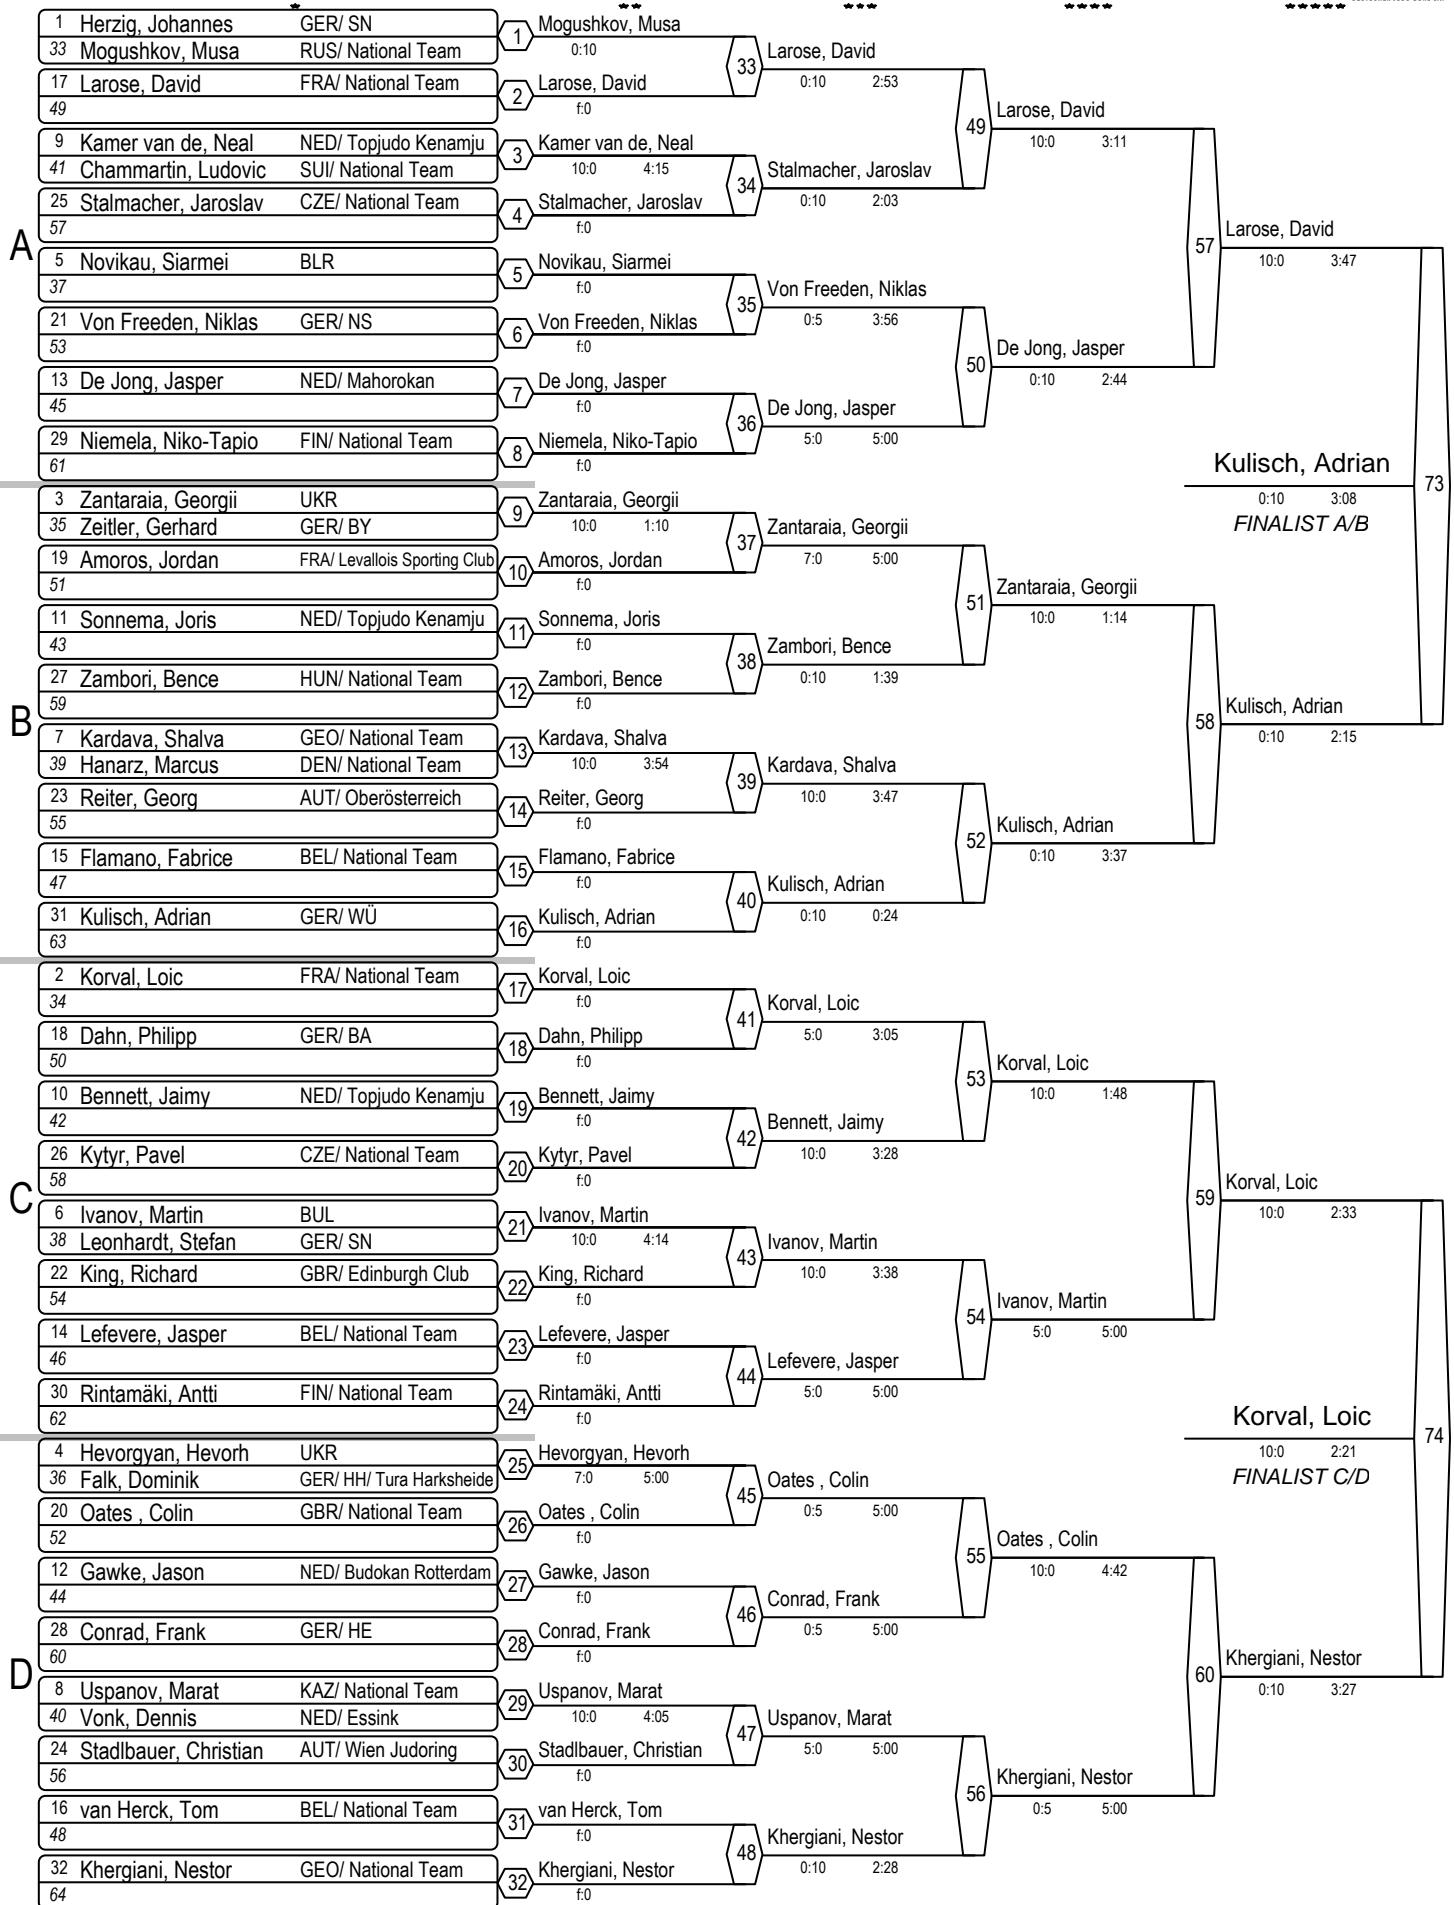 1 Herzig, Johannes GER/ SN
33 Mogushkov, Musa RUS/ National Team
1
Mogushkov, Musa
0:10
17 Larose, David FRA/ National Team
49
2
Larose, David
f:0
33
Larose, David
0:10 2:53
9 Kamer van de, Neal NED/ Topjudo Kenamju
41 Chammartin, Ludovic SUI/ National Team
3
Kamer van de, Neal
10:0 4:15
25 Stalmacher, Jaroslav CZE/ National Team
57
4
Stalmacher, Jaroslav
f:0
34
Stalmacher, Jaroslav
0:10 2:03
49
Larose, David
10:0 3:11
A
5 Novikau, Siarmei BLR
37
5
Novikau, Siarmei
f:0
21 Von Freeden, Niklas GER/ NS
53
6
Von Freeden, Niklas
f:0
35
Von Freeden, Niklas
0:5 3:56
13 De Jong, Jasper NED/ Mahorokan
45
7
De Jong, Jasper
f:0
29 Niemela, Niko-Tapio FIN/ National Team
61
8
Niemela, Niko-Tapio
f:0
36
De Jong, Jasper
5:0 5:00
50
De Jong, Jasper
0:10 2:44
57
Larose, David
10:0 3:47
3 Zantaraia, Georgii UKR
35 Zeitler, Gerhard GER/ BY
9
Zantaraia, Georgii
10:0 1:10
19 Amoros, Jordan FRA/ Levallois Sporting Club
51
10
Amoros, Jordan
f:0
37
Zantaraia, Georgii
7:0 5:00
11 Sonnema, Joris NED/ Topjudo Kenamju
43
11
Sonnema, Joris
f:0
27 Zambori, Bence HUN/ National Team
59
12
Zambori, Bence
f:0
38
Zambori, Bence
0:10 1:39
51
Zantaraia, Georgii
10:0 1:14
B
7 Kardava, Shalva GEO/ National Team
39 Hanarz, Marcus DEN/ National Team
13
Kardava, Shalva
10:0 3:54
23 Reiter, Georg AUT/ Oberösterreich
55
14
Reiter, Georg
f:0
39
Kardava, Shalva
10:0 3:47
15 Flamano, Fabrice BEL/ National Team
47
15
Flamano, Fabrice
f:0
31 Kulisch, Adrian GER/ WÜ
63
16
Kulisch, Adrian
f:0
40
Kulisch, Adrian
0:10 0:24
52
Kulisch, Adrian
0:10 3:37
58
Kulisch, Adrian
0:10 2:15
Kulisch, Adrian
0:10 3:08
FINALIST A/B
73
2 Korval, Loic FRA/ National Team
34
17
Korval, Loic
f:0
18 Dahn, Philipp GER/ BA
50
18
Dahn, Philipp
f:0
41
Korval, Loic
5:0 3:05
10 Bennett, Jaimy NED/ Topjudo Kenamju
42
19
Bennett, Jaimy
f:0
26 Kytyr, Pavel CZE/ National Team
58
20
Kytyr, Pavel
f:0
42
Bennett, Jaimy
10:0 3:28
53
Korval, Loic
10:0 1:48
C
6 Ivanov, Martin BUL
38 Leonhardt, Stefan GER/ SN
21
Ivanov, Martin
10:0 4:14
22 King, Richard GBR/ Edinburgh Club
54
22
King, Richard
f:0
43
Ivanov, Martin
10:0 3:38
14 Lefevere, Jasper BEL/ National Team
46
23
Lefevere, Jasper
f:0
30 Rintamäki, Antti FIN/ National Team
62
24
Rintamäki, Antti
f:0
44
Lefevere, Jasper
5:0 5:00
54
Ivanov, Martin
5:0 5:00
59
Korval, Loic
10:0 2:33
4 Hevorgyan, Hevorh UKR
36 Falk, Dominik GER/ HH/ Tura Harksheide
25
Hevorgyan, Hevorh
7:0 5:00
20 Oates , Colin GBR/ National Team
52
26
Oates , Colin
f:0
45
Oates , Colin
0:5 5:00
12 Gawke, Jason NED/ Budokan Rotterdam
44
27
Gawke, Jason
f:0
28 Conrad, Frank GER/ HE
60
28
Conrad, Frank
f:0
46
Conrad, Frank
0:5 5:00
55
Oates , Colin
10:0 4:42
D
8 Uspanov, Marat KAZ/ National Team
40 Vonk, Dennis NED/ Essink
29
Uspanov, Marat
10:0 4:05
24 Stadlbauer, Christian AUT/ Wien Judoring
56
30
Stadlbauer, Christian
f:0
47
Uspanov, Marat
5:0 5:00
16 van Herck, Tom BEL/ National Team
48
31
van Herck, Tom
f:0
32 Khergiani, Nestor GEO/ National Team
64
32
Khergiani, Nestor
f:0
48
Khergiani, Nestor
0:10 2:28
56
Khergiani, Nestor
0:5 5:00
60
Khergiani, Nestor
0:10 3:27
Korval, Loic
10:0 2:21
FINALIST C/D
74